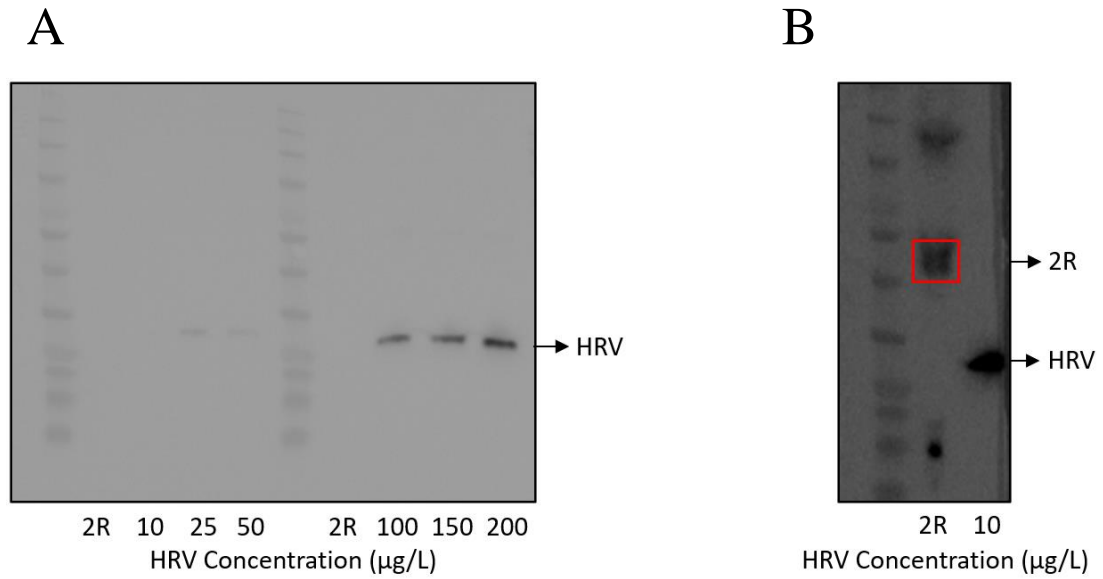 A
B
HRV
2R
HRV
2R 10 25 50 2R 100 150 200
HRV Concentration (µg/L)
2R 10
HRV Concentration (µg/L)